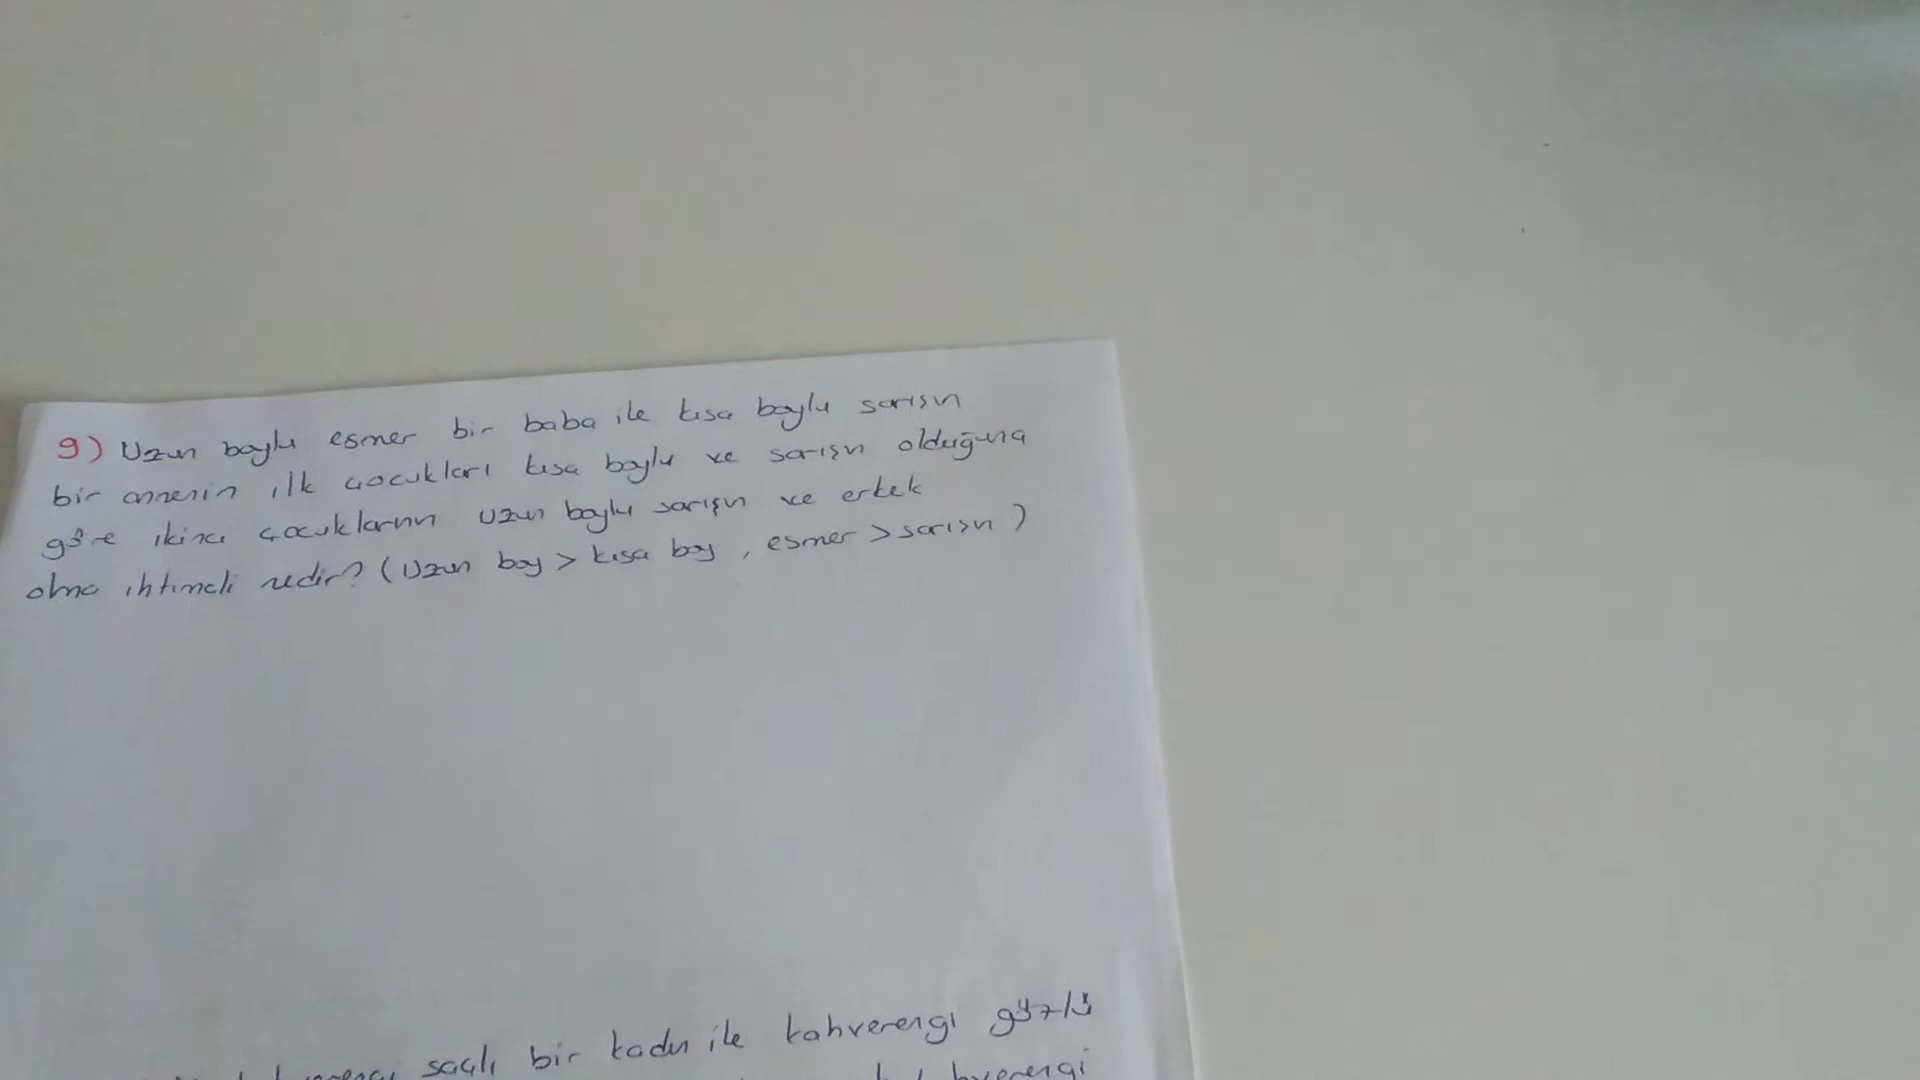 9) Uzun boylu esmer bir baba ile kısa boylu sarışın
bir annenin ilk çocukları kısa boylu ve sarışın olduğuna
göre ikinci çocuklarının uzun boylu sarışın ve erkek
olma ihtimali nedir? (Uzun boy > kısa boy, esmer > sarışın)
saçlı bir kadın ile kahverengi gözlü